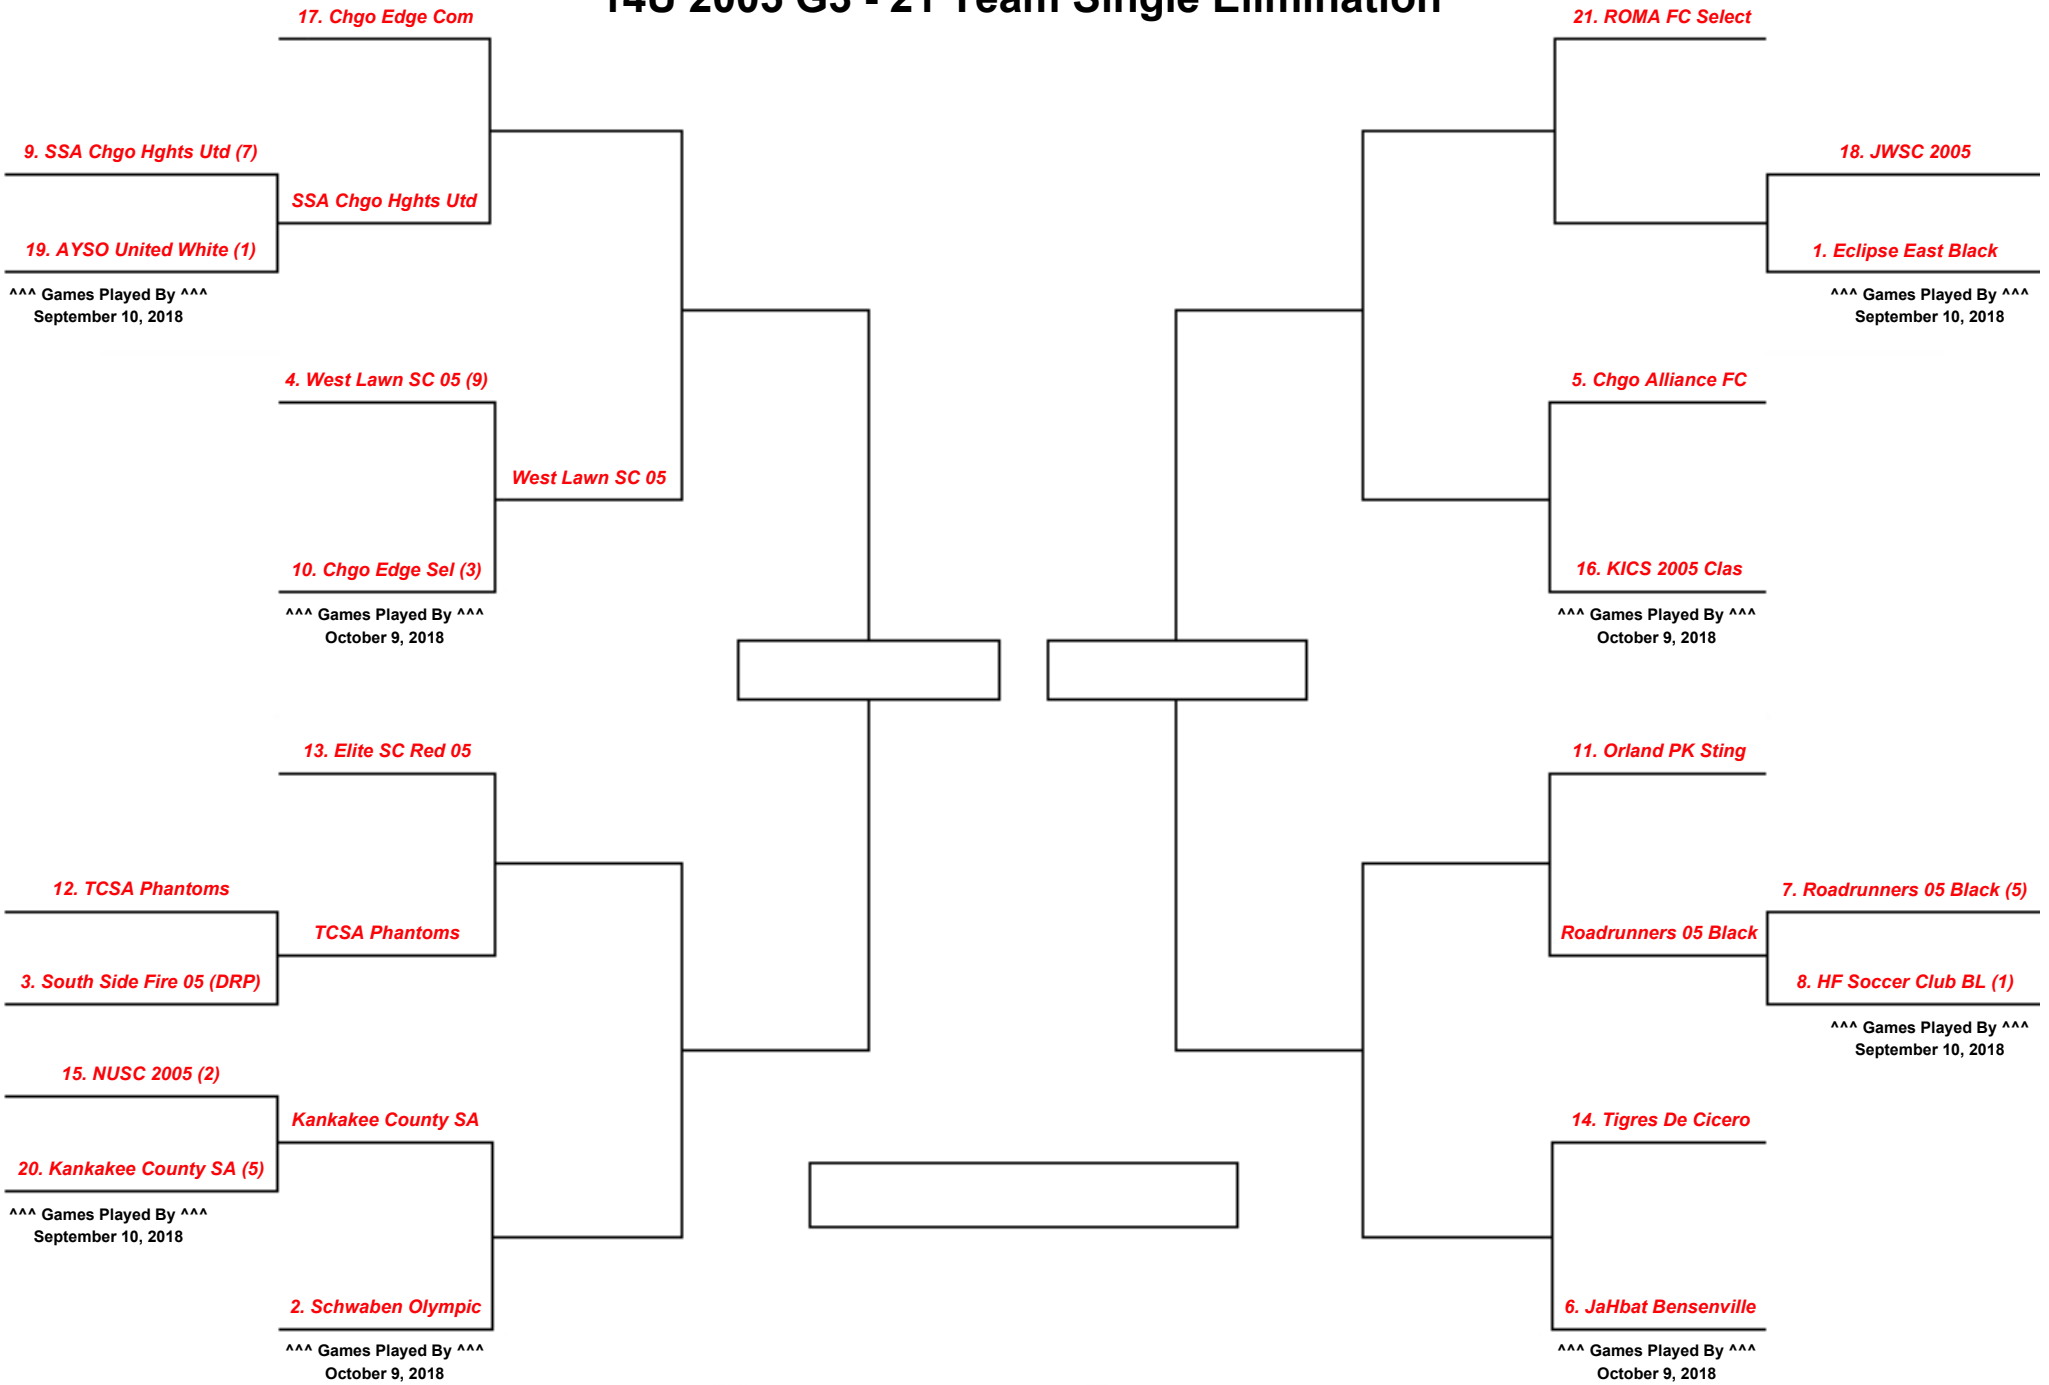 14U 2005 G3 - 21 Team Single Elimination
17. Chgo Edge Com
9. SSA Chgo Hghts Utd (7)
SSA Chgo Hghts Utd
19. AYSO United White (1)
^^^ Games Played By ^^^
September 10, 2018
4. West Lawn SC 05 (9)
West Lawn SC 05
10. Chgo Edge Sel (3)
^^^ Games Played By ^^^
October 9, 2018
13. Elite SC Red 05
12. TCSA Phantoms
TCSA Phantoms
3. South Side Fire 05 (DRP)
15. NUSC 2005 (2)
Kankakee County SA
20. Kankakee County SA (5)
^^^ Games Played By ^^^
September 10, 2018
2. Schwaben Olympic
^^^ Games Played By ^^^
October 9, 2018
21. ROMA FC Select
18. JWSC 2005
1. Eclipse East Black
^^^ Games Played By ^^^
September 10, 2018
5. Chgo Alliance FC
16. KICS 2005 Clas
^^^ Games Played By ^^^
October 9, 2018
11. Orland PK Sting
7. Roadrunners 05 Black (5)
Roadrunners 05 Black
8. HF Soccer Club BL (1)
^^^ Games Played By ^^^
September 10, 2018
14. Tigres De Cicero
6. JaHbat Bensenville
^^^ Games Played By ^^^
October 9, 2018